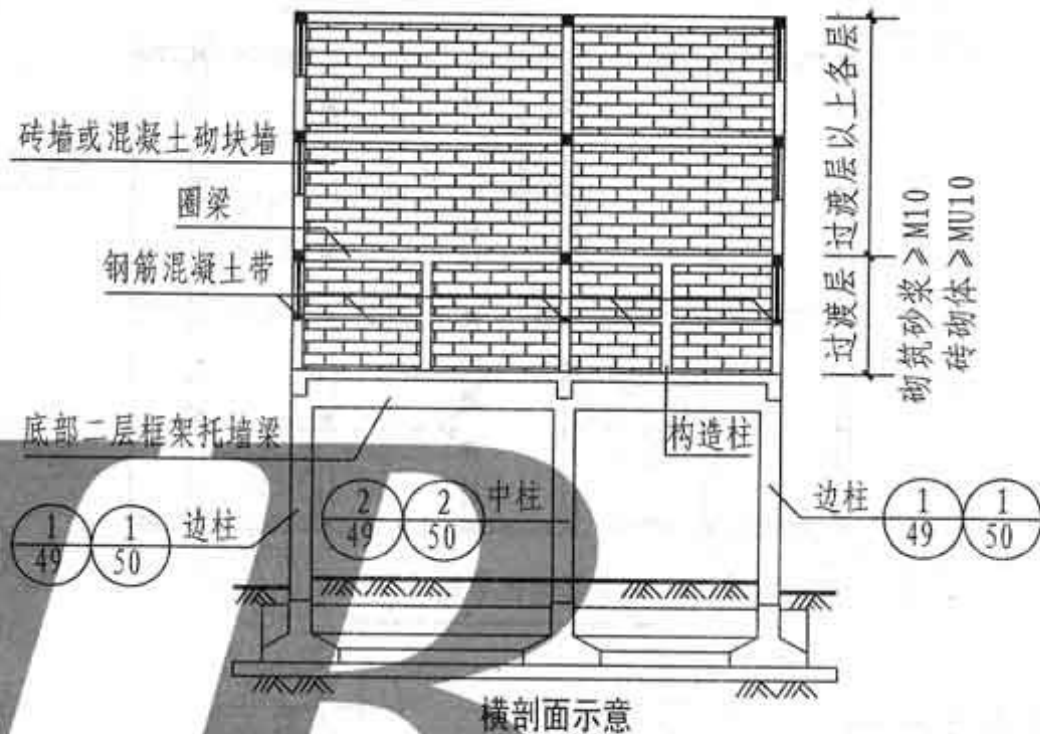 砖墙或混凝土砌块墙
圈梁
钢筋混凝土带
底部二层框架托墙梁
构造柱
1
49
1
50
边柱
2
49
2
50
中柱
边柱
1
49
1
50
过渡层以上各层
过渡层
砌筑砂浆≥M10
砖砌体≥MU10
横剖面示意